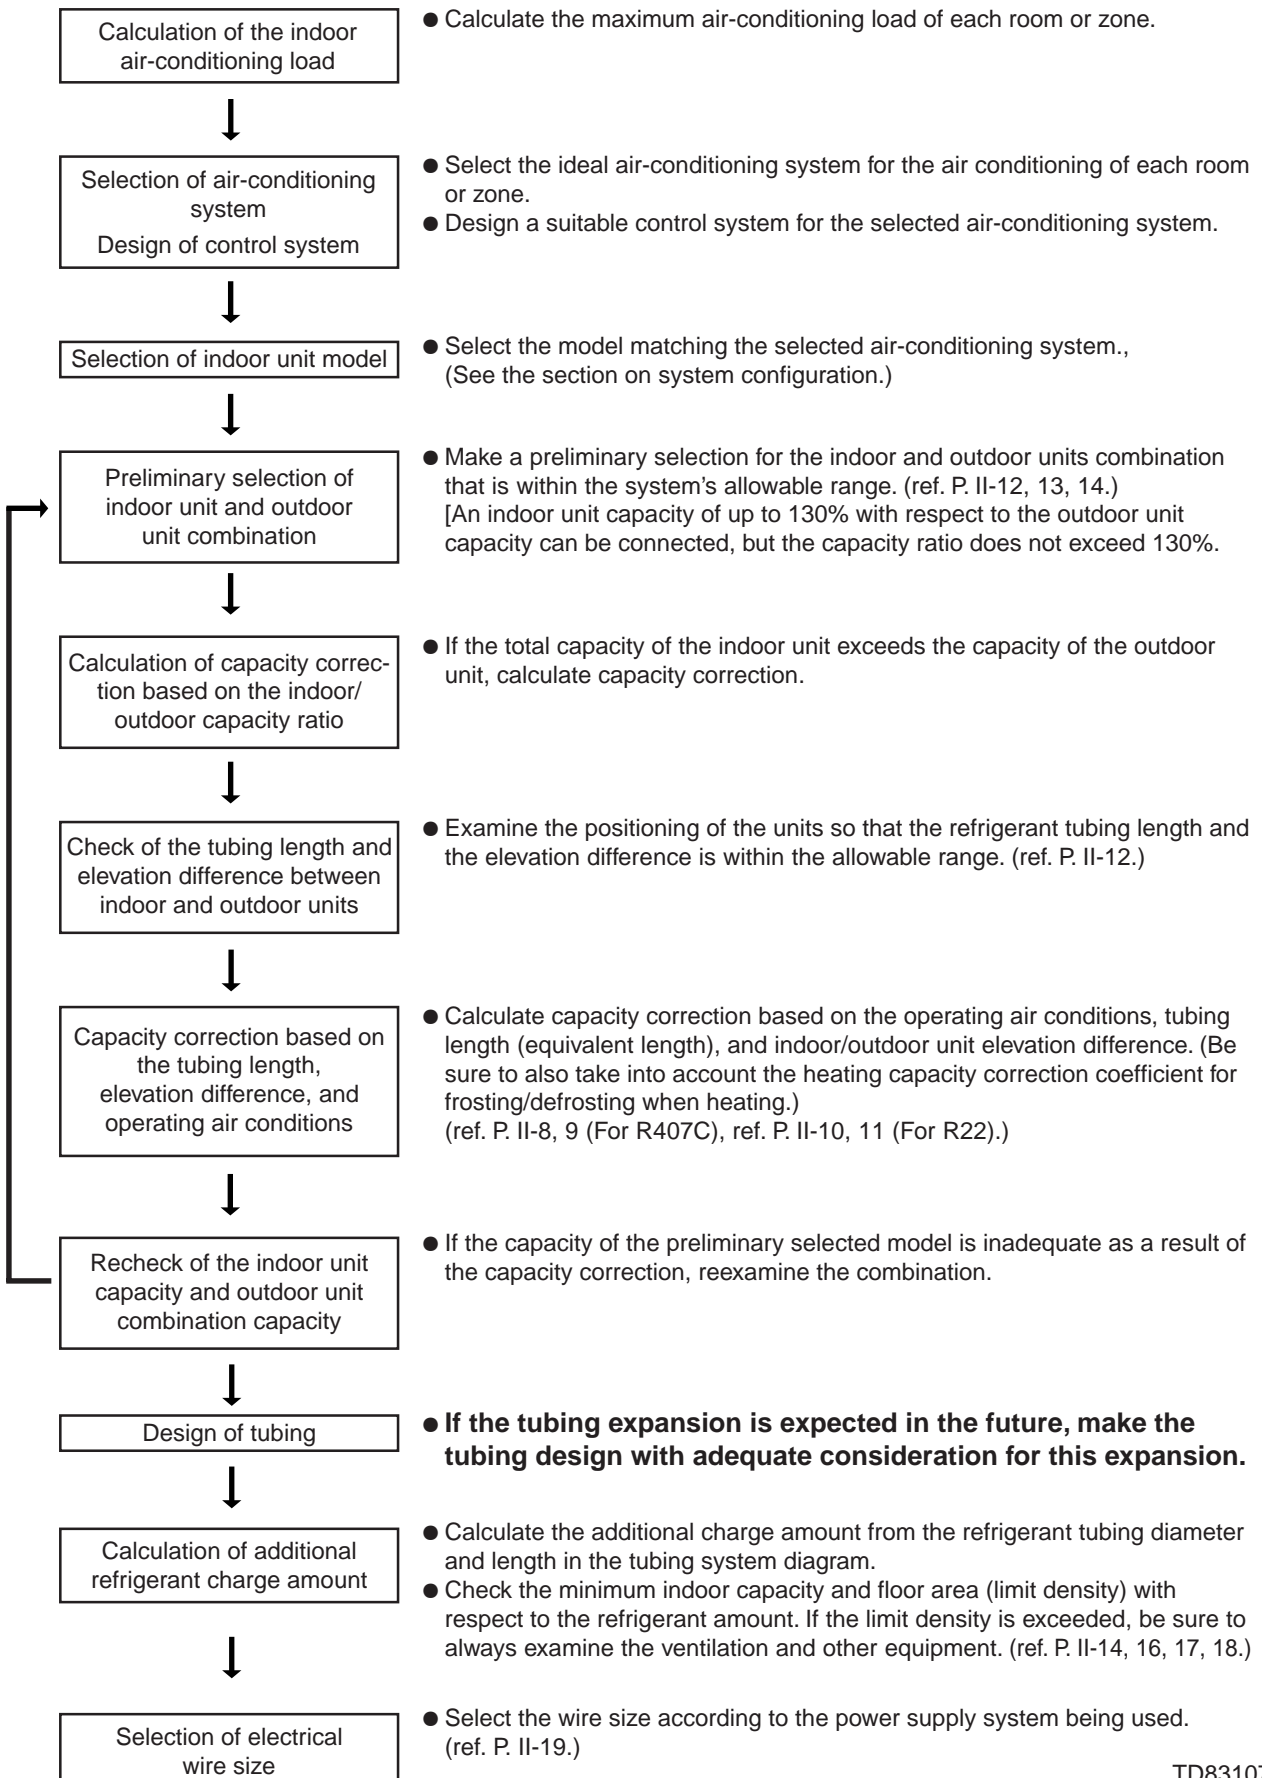 Calculation of the indoor
air-conditioning load
● Calculate the maximum air-conditioning load of each room or zone.
Selection of air-conditioning
system
Design of control system
● Select the ideal air-conditioning system for the air conditioning of each room
or zone.
● Design a suitable control system for the selected air-conditioning system.
Selection of indoor unit model
● Select the model matching the selected air-conditioning system.,
(See the section on system configuration.)
Preliminary selection of
indoor unit and outdoor
unit combination
● Make a preliminary selection for the indoor and outdoor units combination
that is within the system's allowable range. (ref. P. II-12, 13, 14.)
[An indoor unit capacity of up to 130% with respect to the outdoor unit
capacity can be connected, but the capacity ratio does not exceed 130%.
Calculation of capacity correc-
tion based on the indoor/
outdoor capacity ratio
● If the total capacity of the indoor unit exceeds the capacity of the outdoor
unit, calculate capacity correction.
Check of the tubing length and
elevation difference between
indoor and outdoor units
● Examine the positioning of the units so that the refrigerant tubing length and
the elevation difference is within the allowable range. (ref. P. II-12.)
Capacity correction based on
the tubing length,
elevation difference, and
operating air conditions
● Calculate capacity correction based on the operating air conditions, tubing
length (equivalent length), and indoor/outdoor unit elevation difference. (Be
sure to also take into account the heating capacity correction coefficient for
frosting/defrosting when heating.)
(ref. P. II-8, 9 (For R407C), ref. P. II-10, 11 (For R22).)
Recheck of the indoor unit
capacity and outdoor unit
combination capacity
● If the capacity of the preliminary selected model is inadequate as a result of
the capacity correction, reexamine the combination.
Design of tubing
● If the tubing expansion is expected in the future, make the
tubing design with adequate consideration for this expansion.
Calculation of additional
refrigerant charge amount
● Calculate the additional charge amount from the refrigerant tubing diameter
and length in the tubing system diagram.
● Check the minimum indoor capacity and floor area (limit density) with
respect to the refrigerant amount. If the limit density is exceeded, be sure to
always examine the ventilation and other equipment. (ref. P. II-14, 16, 17, 18.)
Selection of electrical
wire size
● Select the wire size according to the power supply system being used.
(ref. P. II-19.)